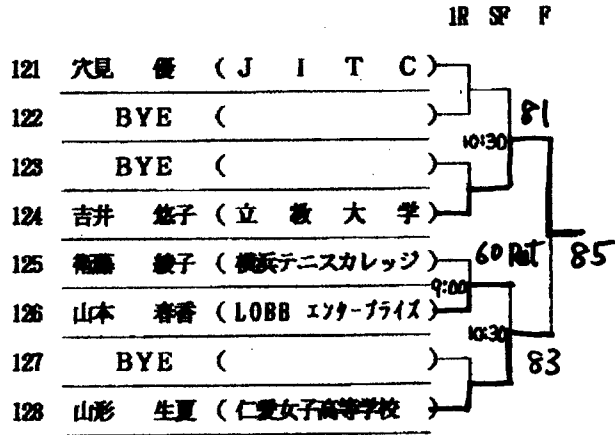 1R SF F
121 穴見 優 (J I T C)
122 BYE (
81
10:30
123 BYE (
124 吉井 悠子 (立教大学)
125 衛藤 綾子 (横浜テニスカレッジ) 60 Ret 85
9:00
126 山本 春香 (LOBB エンタープライズ)
10:30
127 BYE ( 83
128 山形 生夏 (仁愛女子高等学校